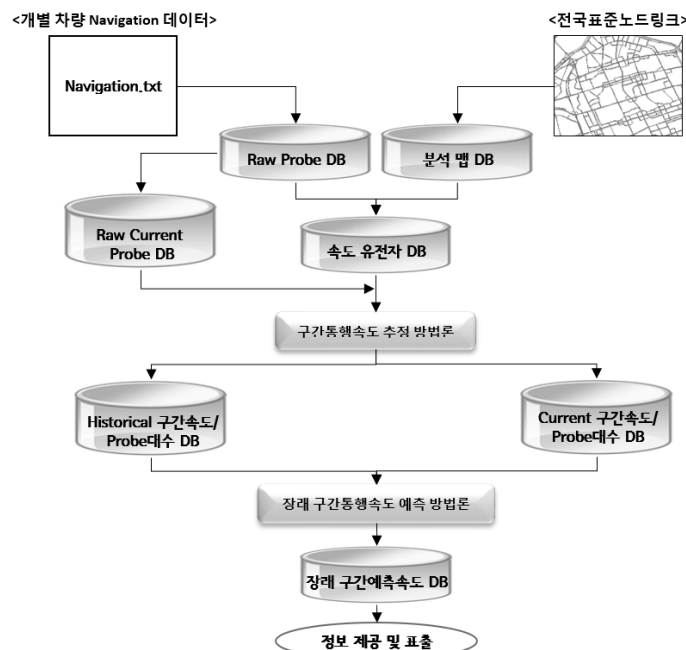 <개별 차량 Navigation 데이터>
<전국표준노드링크>
Navigation.txt
Raw Probe DB
분석 맵 DB
Raw Current
Probe DB
속도 유전자 DB
구간통행속도 추정 방법론
Historical 구간속도/
Probe대수 DB
Current 구간속도/
Probe대수 DB
장래 구간통행속도 예측 방법론
장래 구간예측속도 DB
정보 제공 및 표출